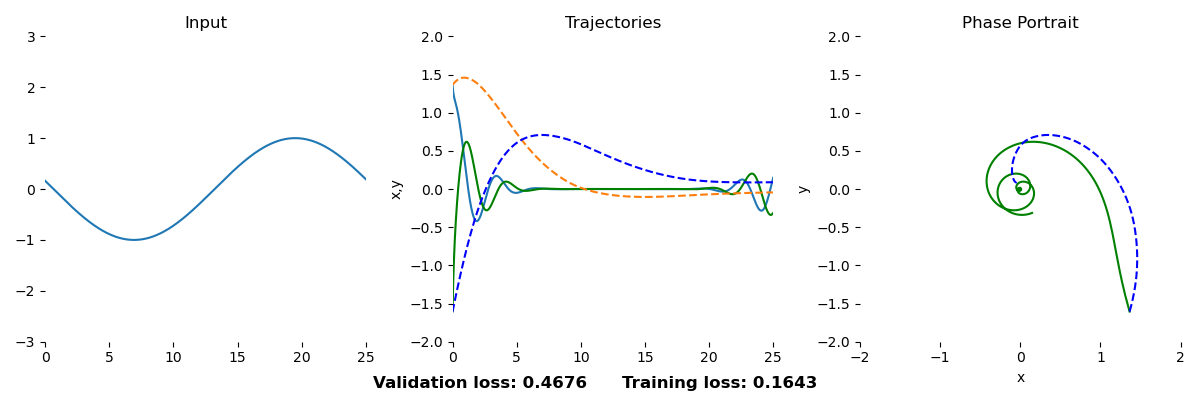 Input
Trajectories
Phase Portrait
3
2
1
0
−1
−2
−3
0 5 10 15 20 25
x,y
2.0
1.5
1.0
0.5
0.0
−0.5
−1.0
−1.5
−2.0
0 5 10 15 20 25
y
2.0
1.5
1.0
0.5
0.0
−0.5
−1.0
−1.5
−2.0
−2 −1 0 1 2
x
Validation loss: 0.4676 Training loss: 0.1643